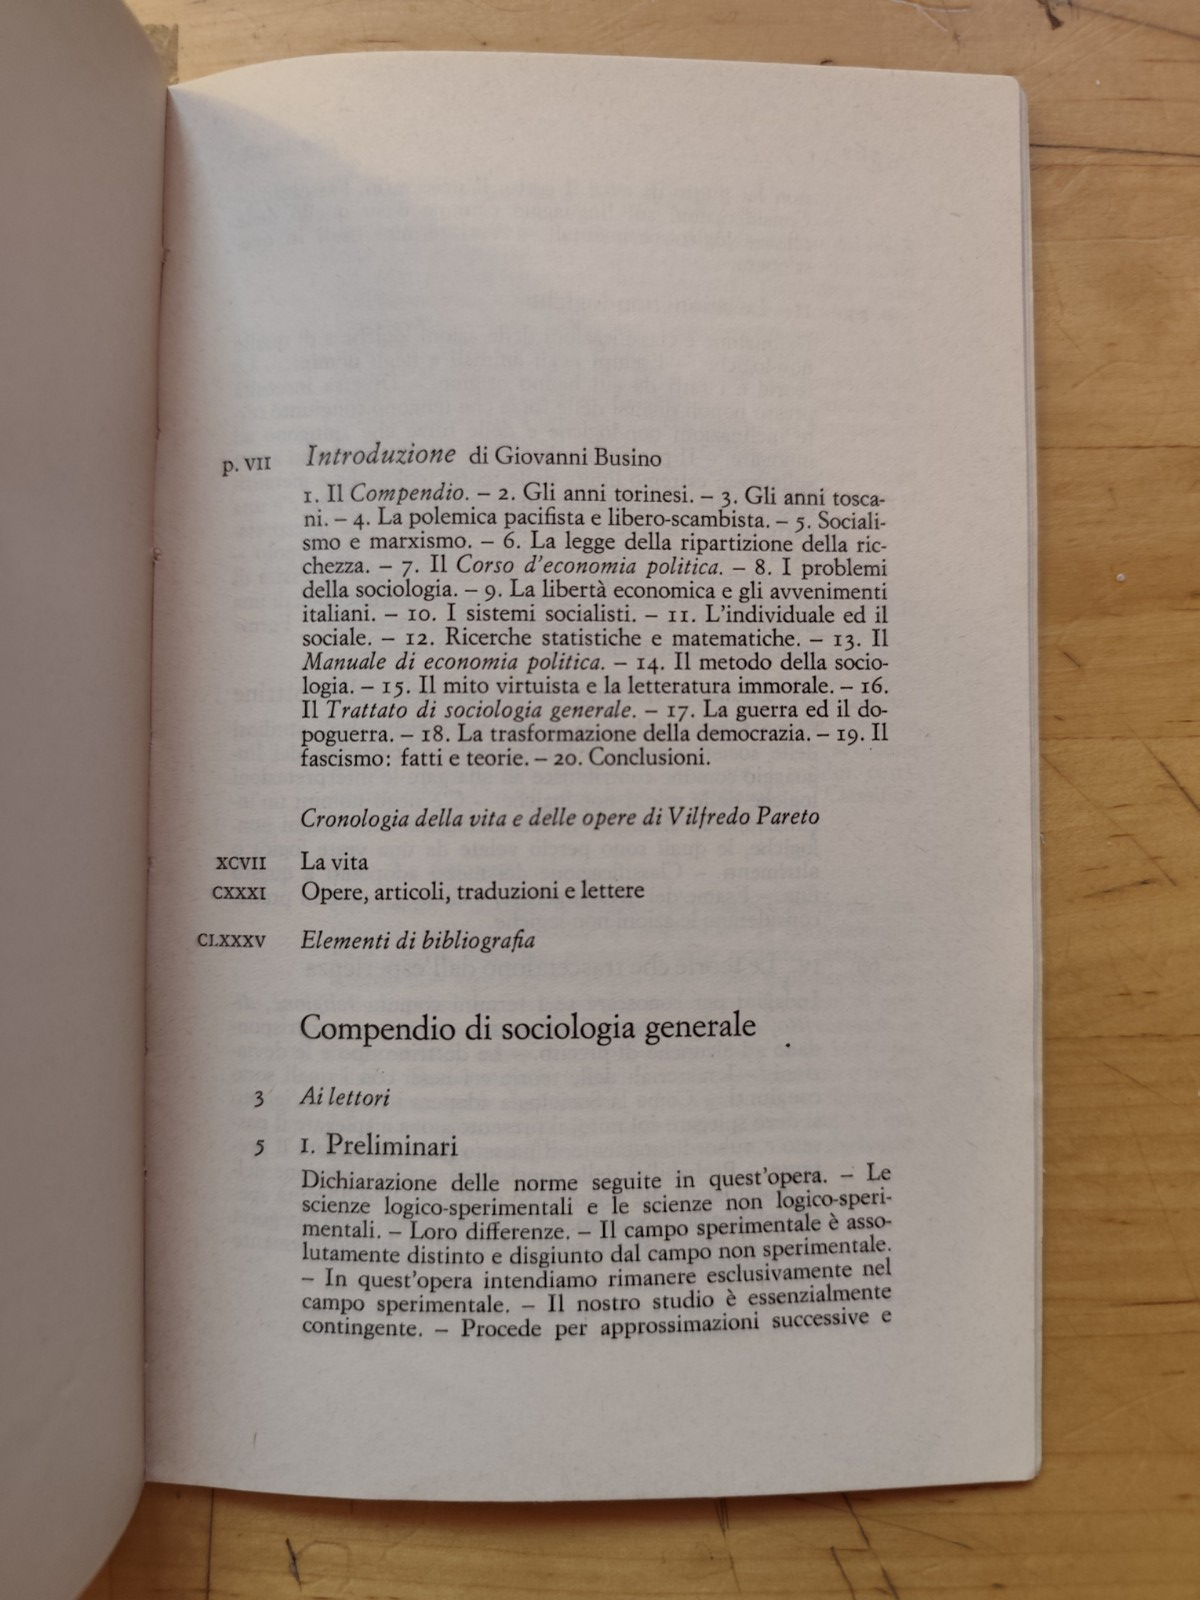 p. VII Introduzione di Giovanni Busino
1. Il Compendio. – 2. Gli anni torinesi. – 3. Gli anni tosca-
ni. – 4. La polemica pacifista e libero-scambista. – 5. Sociali-
smo e marxismo. – 6. La legge della ripartizione della ric-
chezza. – 7. Il Corso d'economia politica. – 8. I problemi
della sociologia. – 9. La libertà economica e gli avvenimenti
italiani. – 10. I sistemi socialisti. – 11. L'individuale ed il
sociale. – 12. Ricerche statistiche e matematiche. – 13. Il
Manuale di economia politica. – 14. Il metodo della socio-
logia. – 15. Il mito virtuista e la letteratura immorale. – 16.
Il Trattato di sociologia generale. – 17. La guerra ed il do-
poguerra. – 18. La trasformazione della democrazia. – 19. Il
fascismo: fatti e teorie. – 20. Conclusioni.
Cronologia della vita e delle opere di Vilfredo Pareto
XCVII La vita
CXXXI Opere, articoli, traduzioni e lettere
CLXXXV Elementi di bibliografia
Compendio di sociologia generale
3 Ai lettori
5 1. Preliminari
Dichiarazione delle norme seguite in quest'opera. – Le
scienze logico-sperimentali e le scienze non logico-speri-
mentali. – Loro differenze. – Il campo sperimentale è asso-
lutamente distinto e disgiunto dal campo non sperimentale.
– In quest'opera intendiamo rimanere esclusivamente nel
campo sperimentale. – Il nostro studio è essenzialmente
contingente. – Procede per approssimazioni successive e